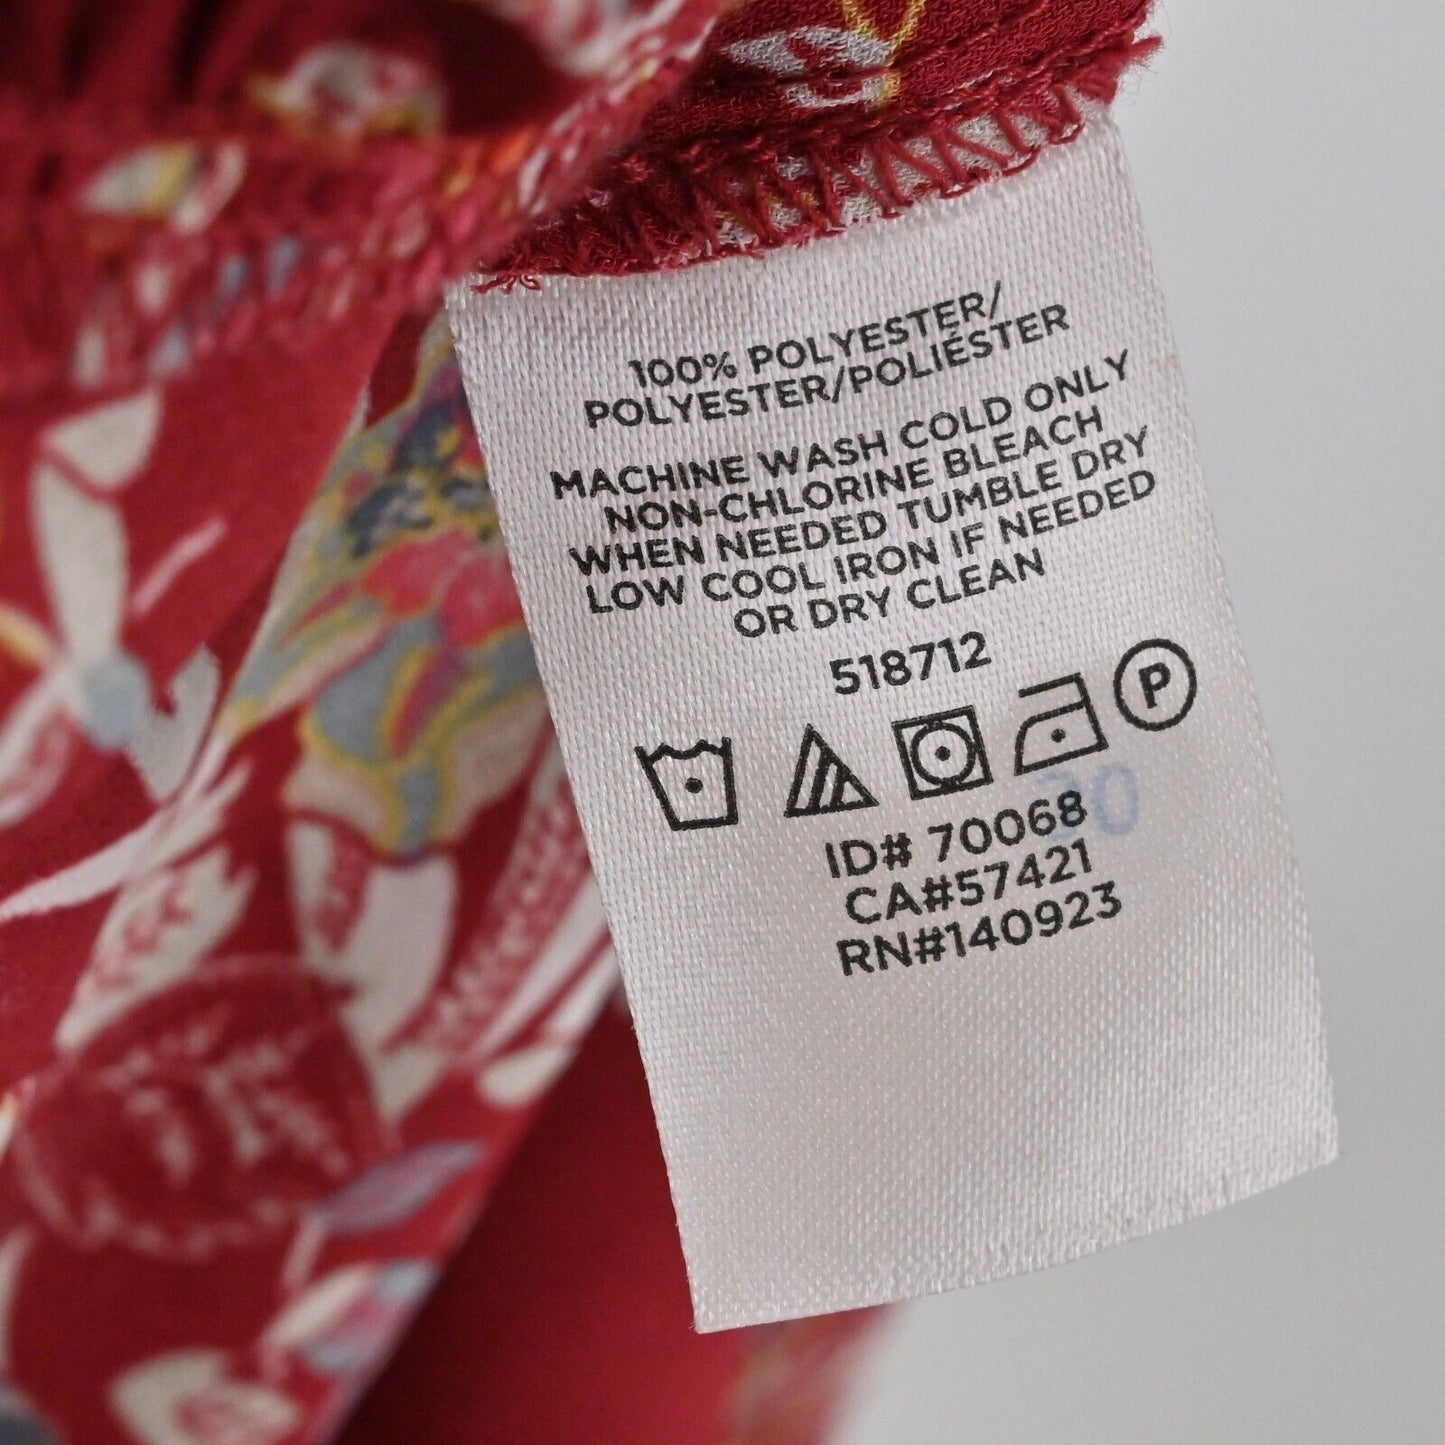 100% POLYESTER/
POLYESTER/POLIÉSTER
MACHINE WASH COLD ONLY
NON-CHLORINE BLEACH
WHEN NEEDED TUMBLE DRY
LOW COOL IRON IF NEEDED
OR DRY CLEAN
518712
P
20
ID# 70068
CA#57421
RN#140923